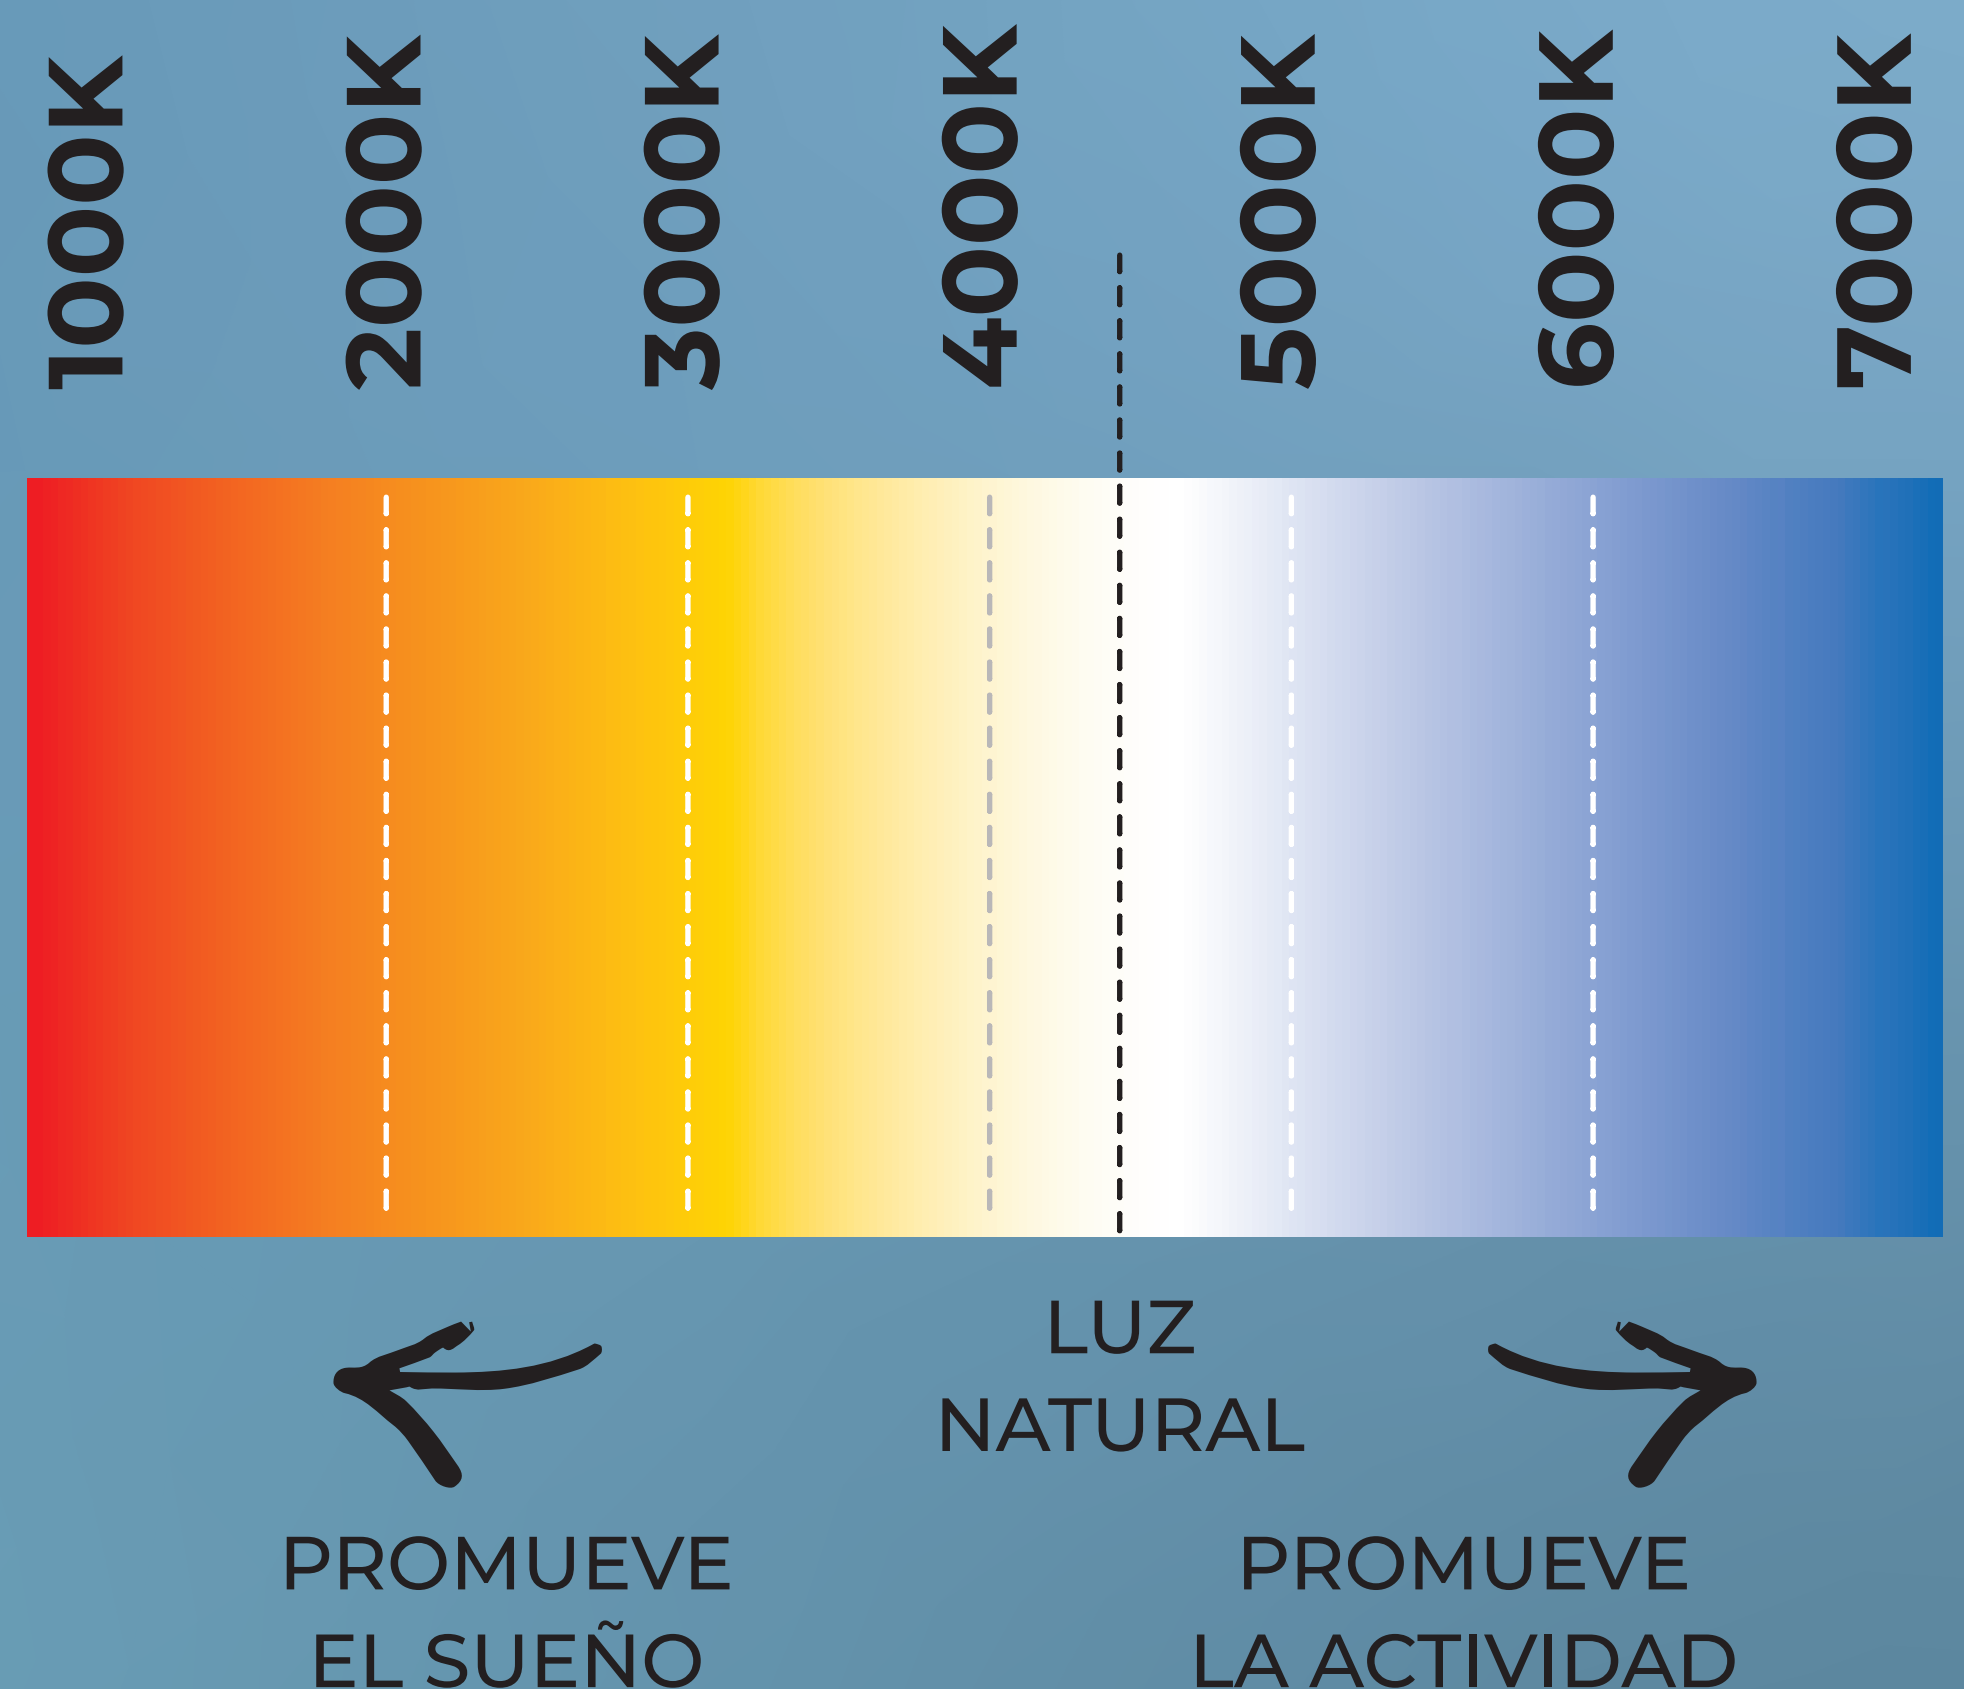 1000K
2000K
3000K
4000K
5000K
6000K
7000K
LUZ
NATURAL
PROMUEVE
EL SUEÑO
PROMUEVE
LA ACTIVIDAD